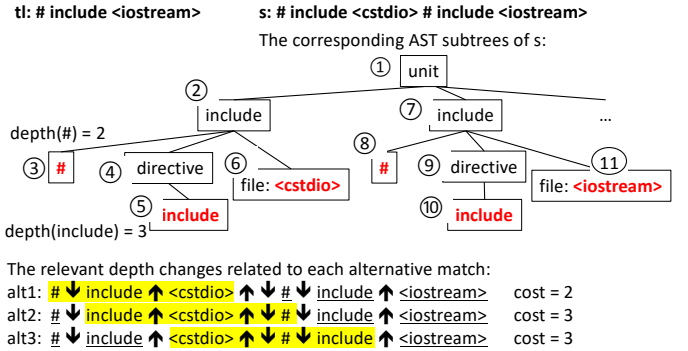 tl: # include <iostream> s: # include <cstdio> # include <iostream>
The corresponding AST subtrees of s:
① unit
② include ⑦ include ...
depth(#) = 2
③ # ④ directive ⑥ file: <cstdio> ⑧ # ⑨ directive ⑪ file: <iostream>
⑤ include ⑩ include
depth(include) = 3
The relevant depth changes related to each alternative match:
alt1: # 🡻 include 🡹 <cstdio> 🡹 🡻 # 🡻 include 🡹 <iostream> cost = 2
alt2: # 🡻 include 🡹 <cstdio> 🡹 🡻 # 🡻 include 🡹 <iostream> cost = 3
alt3: # 🡻 include 🡹 <cstdio> 🡹 🡻 # 🡻 include 🡹 <iostream> cost = 3